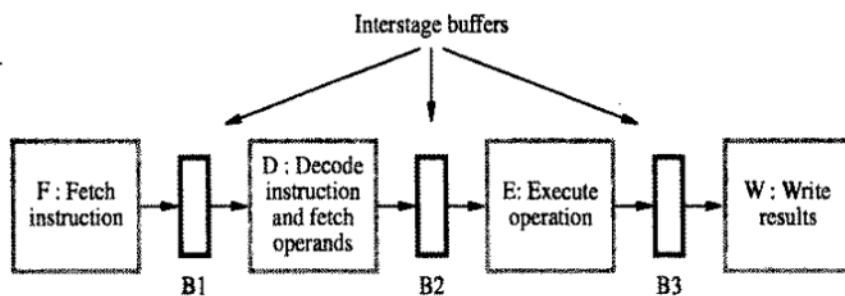 Interstage buffers
F : Fetch
instruction
D : Decode
instruction
and fetch
operands
E: Execute
operation
W : Write
results
B1
B2
B3